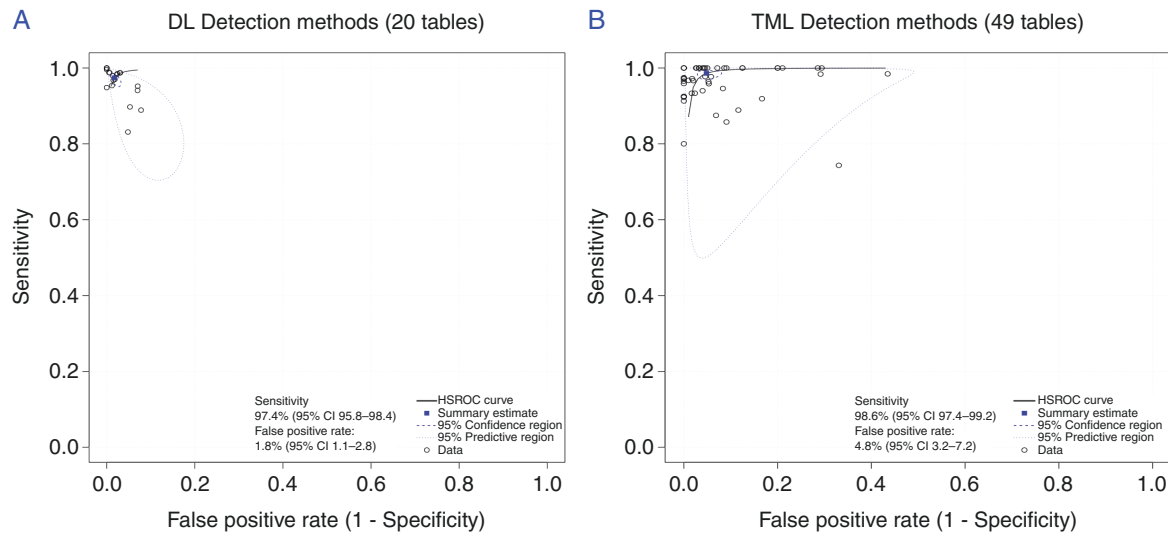 A
DL Detection methods (20 tables)
Sensitivity
1.0
0.8
0.6
0.4
0.2
0.0
Sensitivity
97.4% (95% CI 95.8–98.4)
False positive rate:
1.8% (95% CI 1.1–2.8)
HSROC curve
Summary estimate
95% Confidence region
95% Predictive region
Data
0.0 0.2 0.4 0.6 0.8 1.0
False positive rate (1 - Specificity)
B
TML Detection methods (49 tables)
Sensitivity
1.0
0.8
0.6
0.4
0.2
0.0
Sensitivity
98.6% (95% CI 97.4–99.2)
False positive rate:
4.8% (95% CI 3.2–7.2)
HSROC curve
Summary estimate
95% Confidence region
95% Predictive region
Data
0.0 0.2 0.4 0.6 0.8 1.0
False positive rate (1 - Specificity)